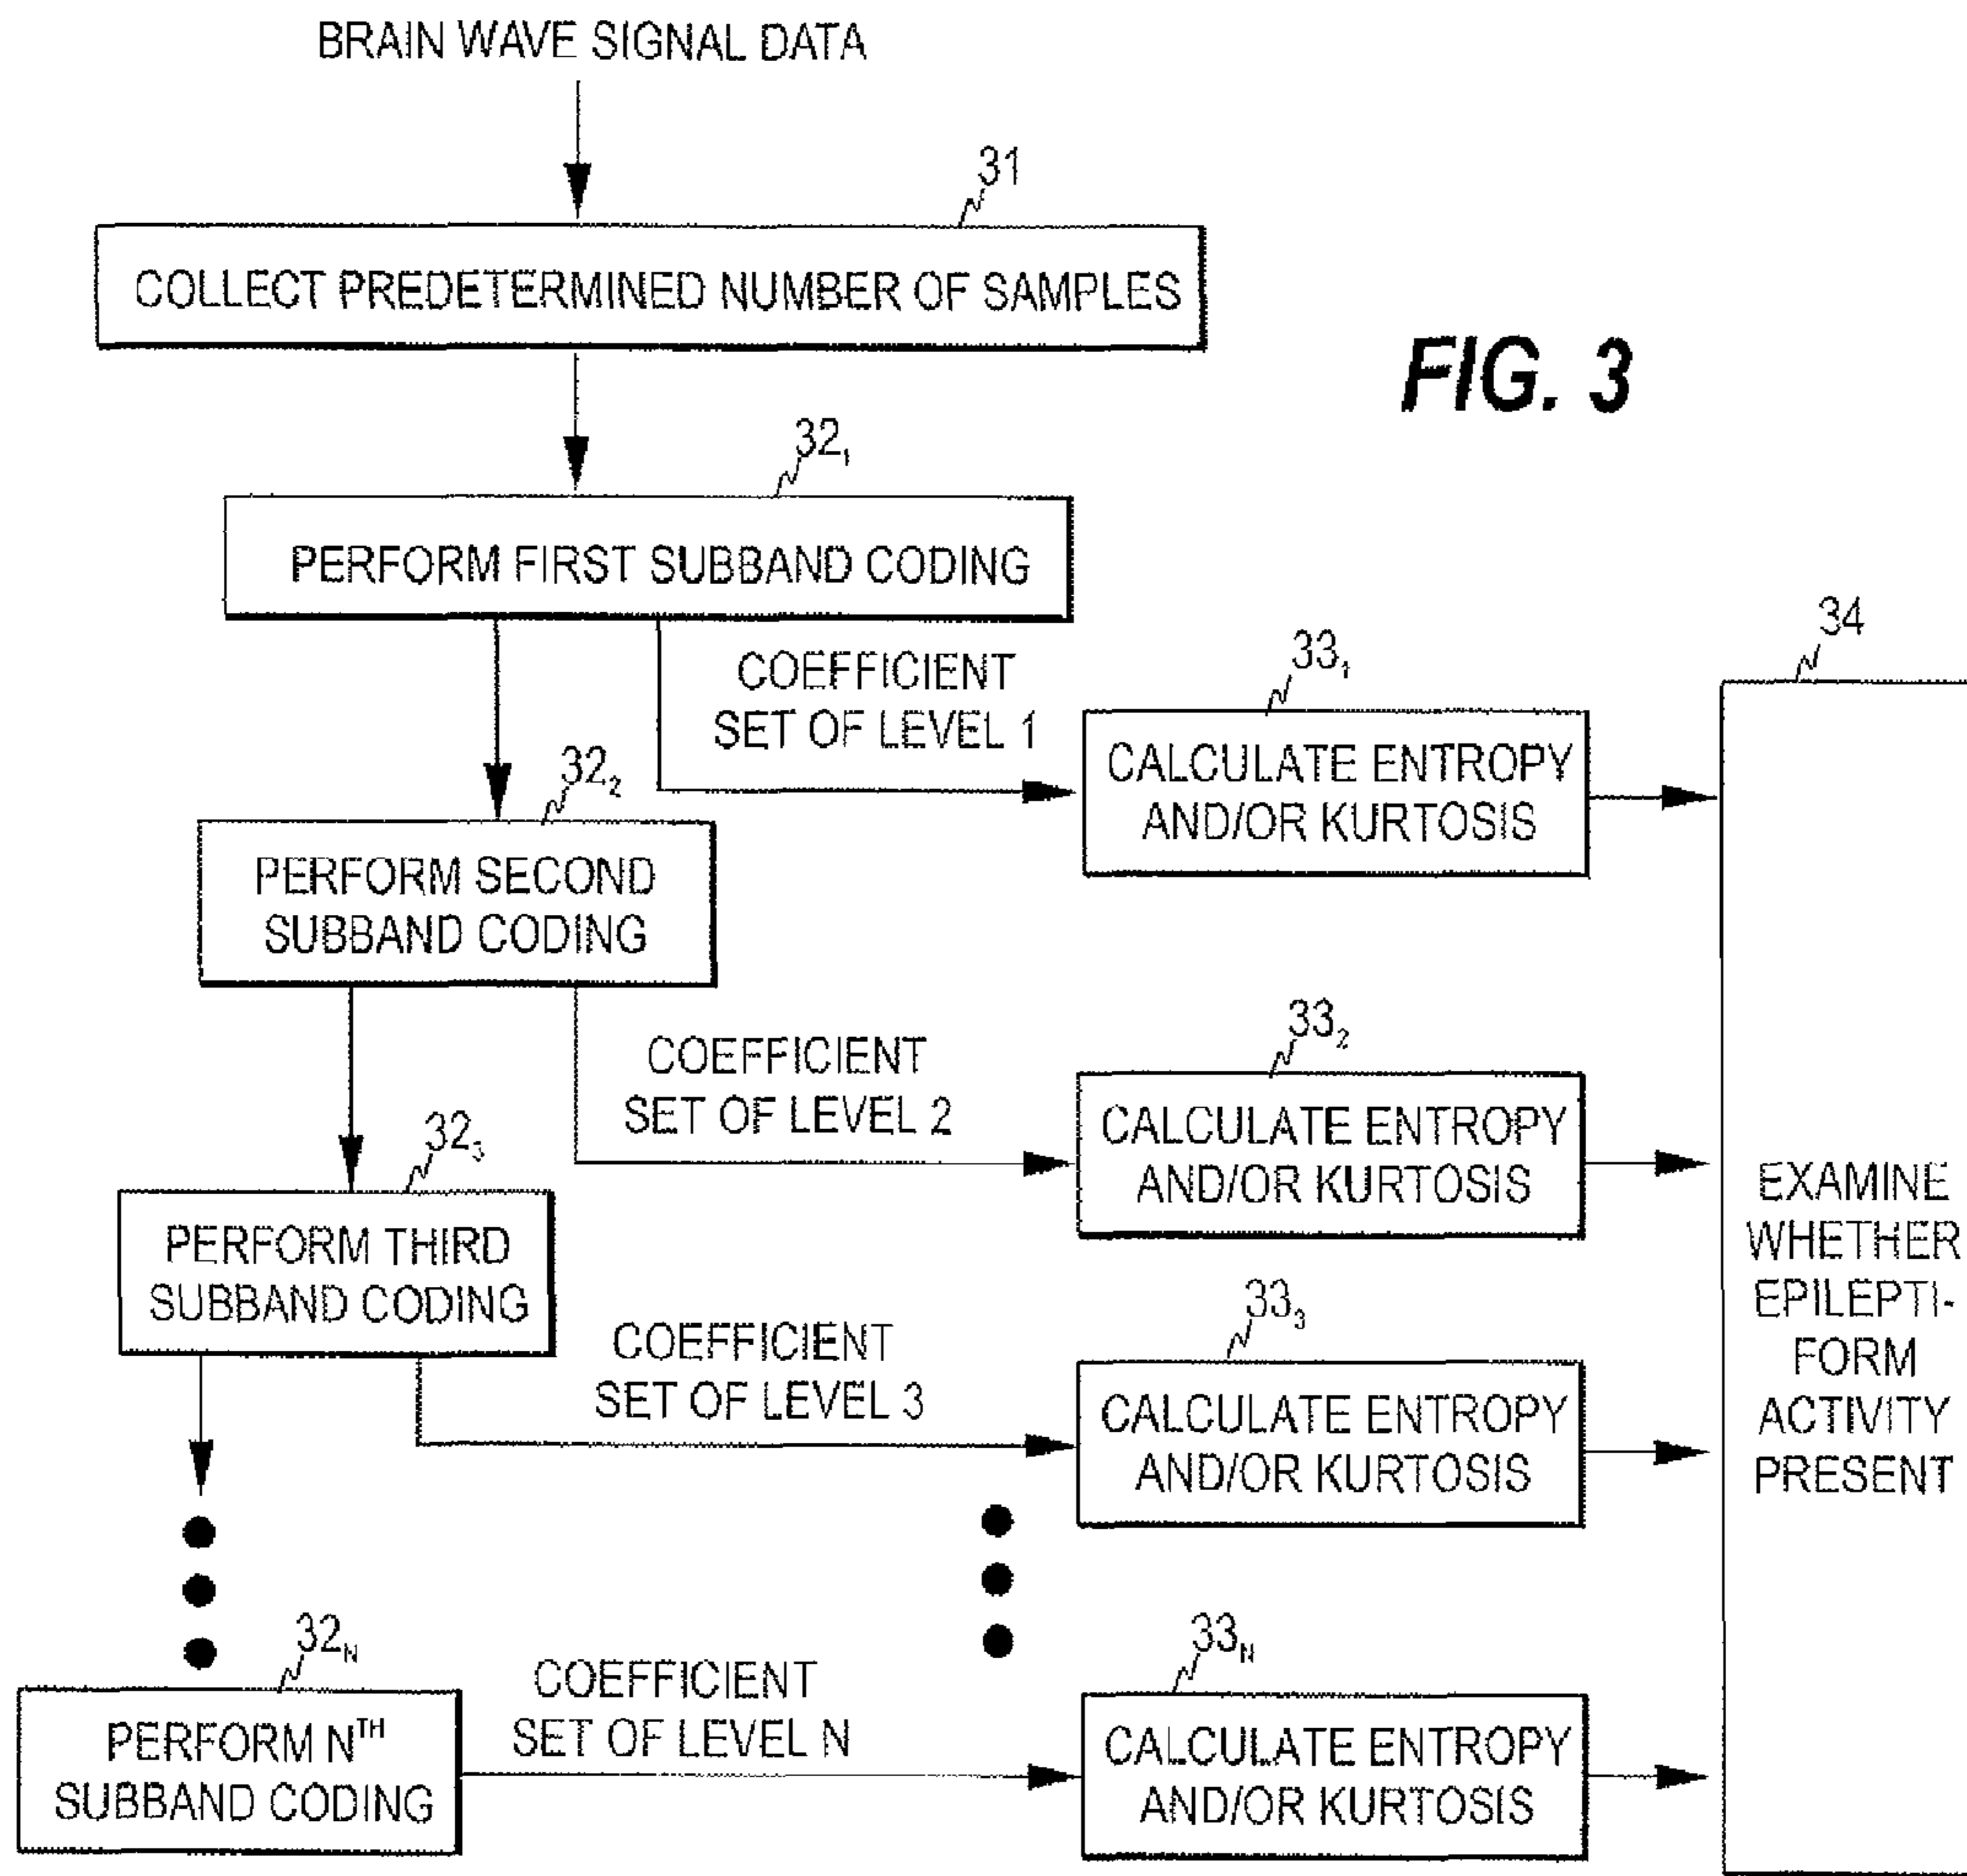 BRAIN WAVE SIGNAL DATA
31
COLLECT PREDETERMINED NUMBER OF SAMPLES
FIG. 3
32₁
PERFORM FIRST SUBBAND CODING
COEFFICIENT
SET OF LEVEL 1
33₁
CALCULATE ENTROPY
AND/OR KURTOSIS
34
EXAMINE
WHETHER
EPILEPTI-
FORM
ACTIVITY
PRESENT
32₂
PERFORM SECOND
SUBBAND CODING
COEFFICIENT
SET OF LEVEL 2
33₂
CALCULATE ENTROPY
AND/OR KURTOSIS
32₃
PERFORM THIRD
SUBBAND CODING
COEFFICIENT
SET OF LEVEL 3
33₃
CALCULATE ENTROPY
AND/OR KURTOSIS
32_N
PERFORM Nᵀᴴ
SUBBAND CODING
COEFFICIENT
SET OF LEVEL N
33_N
CALCULATE ENTROPY
AND/OR KURTOSIS